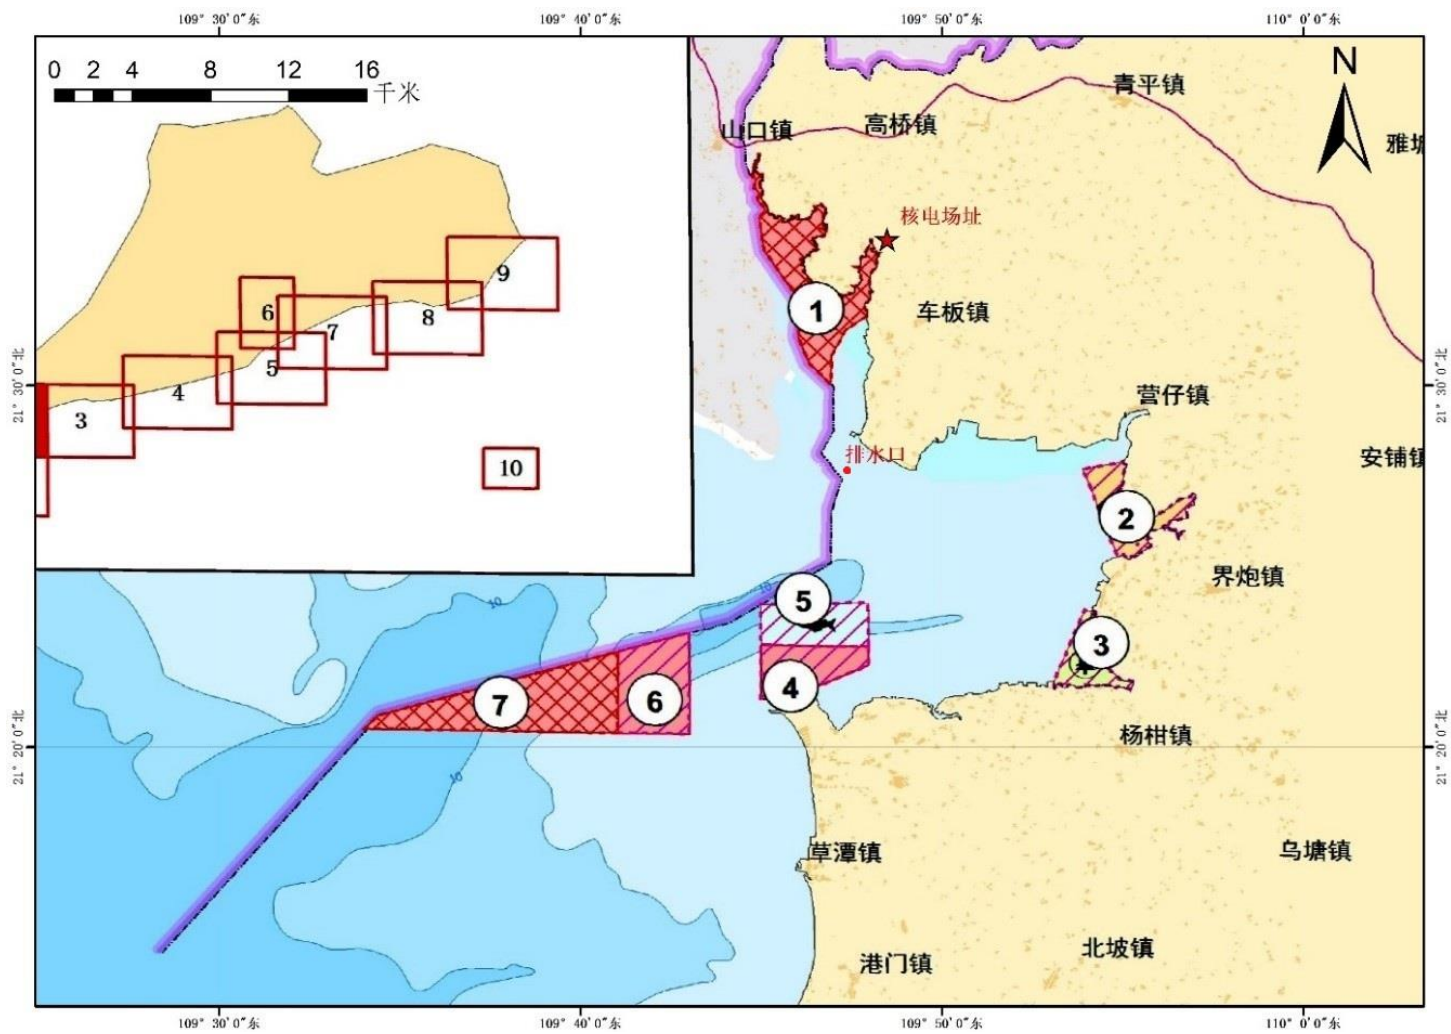 109° 30′0″东
109° 40′0″东
109° 50′0″东
110° 0′0″东
0 2 4 8 12 16
千米
N
青平镇
高桥镇
山口镇
雅塘
核电场址
9
6
7
8
5
4
3
10
1
车板镇
21° 30′0″北
21° 30′0″北
营仔镇
安铺镇
排水口
2
界炮镇
10
10
5
3
4
6
7
杨柑镇
21° 20′0″北
21° 20′0″北
10
草潭镇
乌塘镇
北坡镇
港门镇
109° 30′0″东
109° 40′0″东
109° 50′0″东
110° 0′0″东